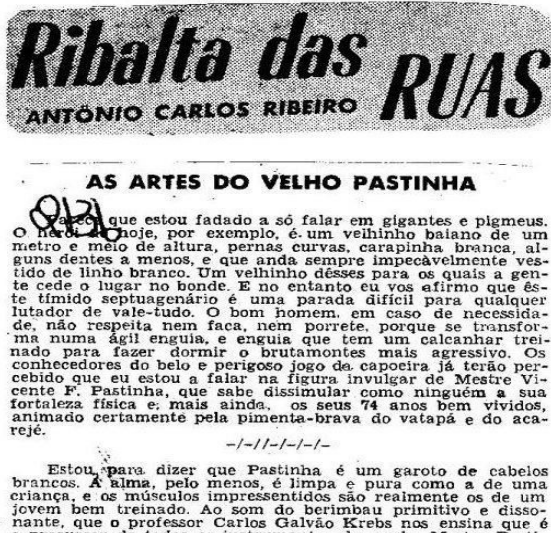 Ribalta das RUAS
ANTÔNIO CARLOS RIBEIRO
AS ARTES DO VELHO PASTINHA
Parece que estou fadado a só falar em gigantes e pigmeus.
O herói de hoje, por exemplo, é um velhinho baiano de um
metro e meio de altura, pernas curvas, carapinha branca, al-
guns dentes a menos, e que anda sempre impecàvelmente ves-
tido de linho branco. Um velhinho dêsses para os quais a gen-
te cede o lugar no bonde. E no entanto eu vos afirmo que ês-
te tímido septuagenário é uma parada difícil para qualquer
lutador de vale-tudo. O bom homem, em caso de necessida-
de, não respeita nem faca, nem porrete, porque se transfor-
ma numa ágil enguia, e enguia que tem um calcanhar trei-
nado para fazer dormir o brutamontes mais agressivo. Os
conhecedores do belo e perigoso jogo da capoeira já terão per-
cebido que eu estou a falar na figura invulgar de Mestre Vi-
cente F. Pastinha, que sabe dissimular como ninguém a sua
fortaleza física e, mais ainda, os seus 74 anos bem vividos,
animado certamente pela pimenta-brava do vatapá e do aca-
rejé.
-/-//-/-/-/-
Estou para dizer que Pastinha é um garoto de cabelos
brancos. A alma, pelo menos, é limpa e pura como a de uma
criança, e os músculos impressentidos são realmente os de um
jovem bem treinado. Ao som do berimbau primitivo e disso-
nante, que o professor Carlos Galvão Krebs nos ensina que é